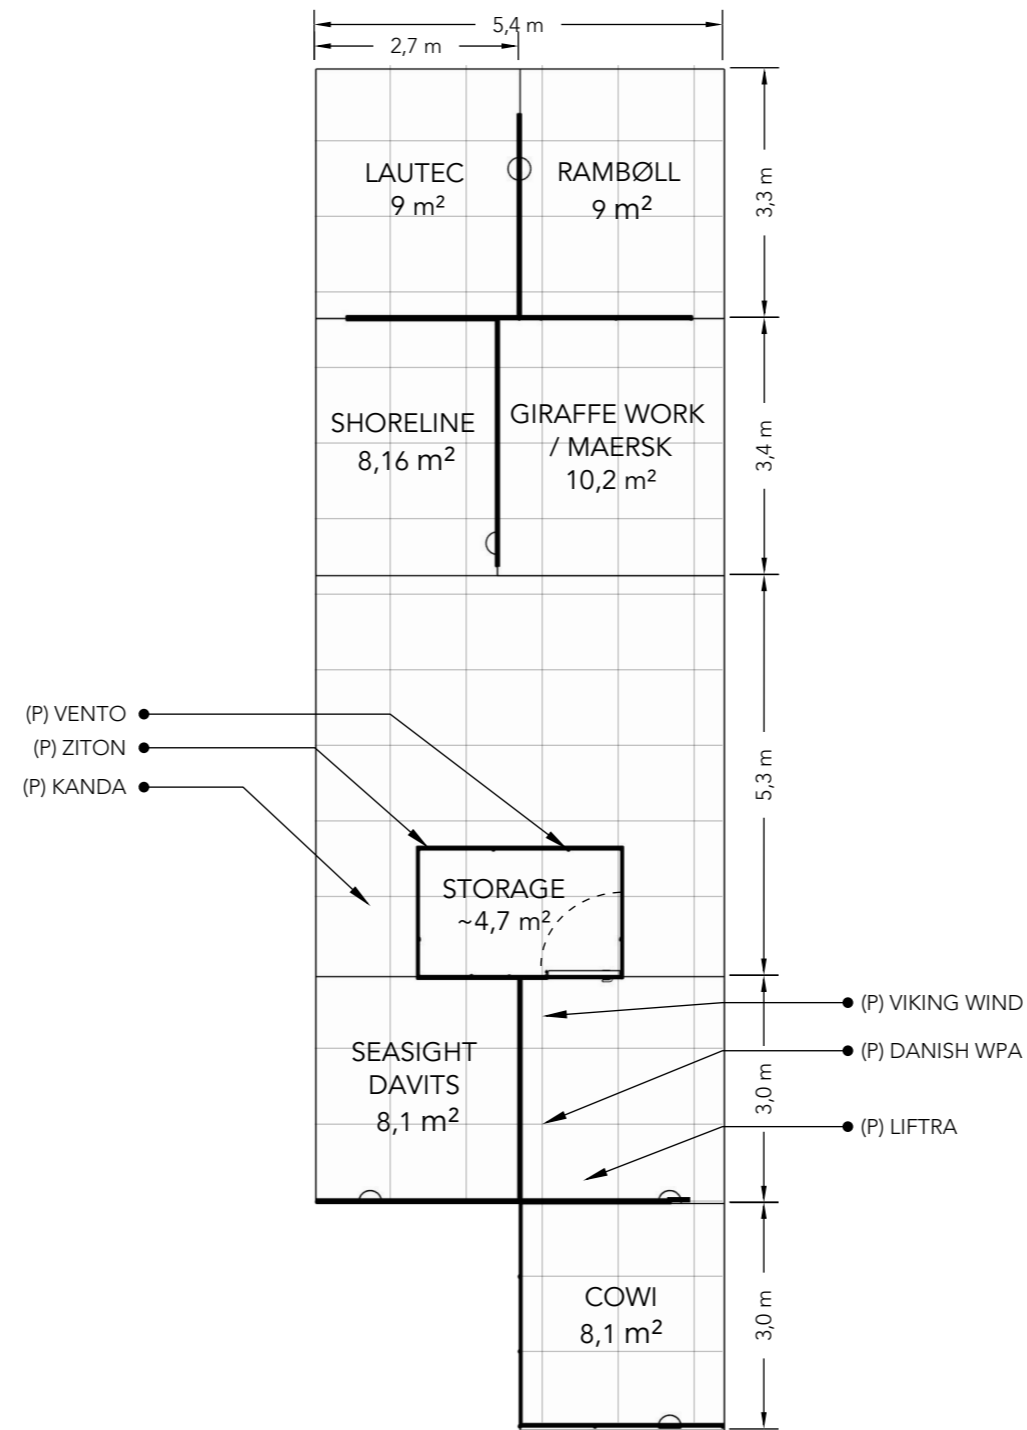 5,4 m
2,7 m
LAUTEC
9 m²
RAMBØLL
9 m²
3,3 m
SHORELINE
8,16 m²
GIRAFFE WORK
/ MAERSK
10,2 m²
3,4 m
(P) VENTO
(P) ZITON
(P) KANDA
5,3 m
STORAGE
~4,7 m²
SEASIGHT
DAVITS
8,1 m²
(P) VIKING WIND
(P) DANISH WPA
3,0 m
(P) LIFTRA
COWI
8,1 m²
3,0 m